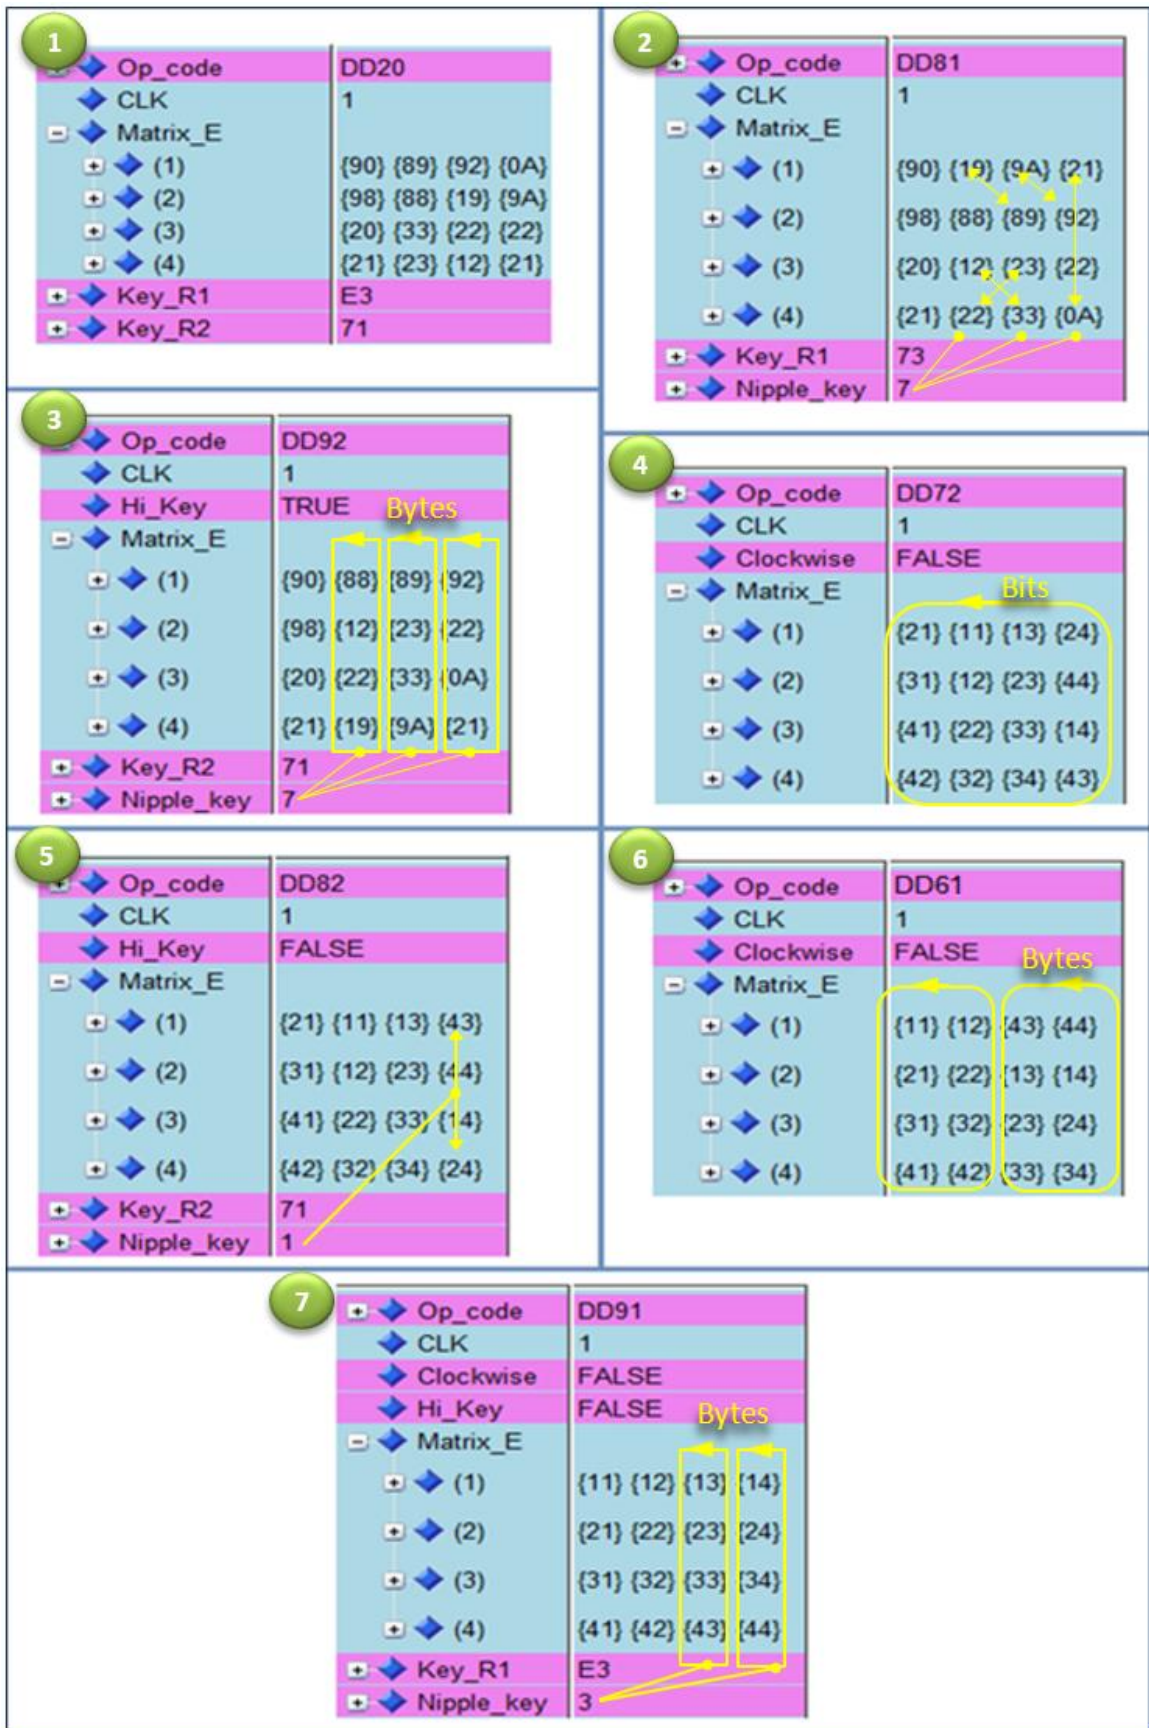 1
Op_code DD20
CLK 1
Matrix_E
(1) {90} {89} {92} {0A}
(2) {98} {88} {19} {9A}
(3) {20} {33} {22} {22}
(4) {21} {23} {12} {21}
Key_R1 E3
Key_R2 71
2
Op_code DD81
CLK 1
Matrix_E
(1) {90} {19} {9A} {21}
(2) {98} {88} {89} {92}
(3) {20} {12} {23} {22}
(4) {21} {22} {33} {0A}
Key_R1 73
Nipple_key 7
3
Op_code DD92
CLK 1
Hi_Key TRUE
Bytes
Matrix_E
(1) {90} {88} {89} {92}
(2) {98} {12} {23} {22}
(3) {20} {22} {33} {0A}
(4) {21} {19} {9A} {21}
Key_R2 71
Nipple_key 7
4
Op_code DD72
CLK 1
Clockwise FALSE
Matrix_E
Bits
(1) {21} {11} {13} {24}
(2) {31} {12} {23} {44}
(3) {41} {22} {33} {14}
(4) {42} {32} {34} {43}
5
Op_code DD82
CLK 1
Hi_Key FALSE
Matrix_E
(1) {21} {11} {13} {43}
(2) {31} {12} {23} {44}
(3) {41} {22} {33} {14}
(4) {42} {32} {34} {24}
Key_R2 71
Nipple_key 1
6
Op_code DD61
CLK 1
Clockwise FALSE
Bytes
Matrix_E
(1) {11} {12} {43} {44}
(2) {21} {22} {13} {14}
(3) {31} {32} {23} {24}
(4) {41} {42} {33} {34}
7
Op_code DD91
CLK 1
Clockwise FALSE
Hi_Key FALSE
Bytes
Matrix_E
(1) {11} {12} {13} {14}
(2) {21} {22} {23} {24}
(3) {31} {32} {33} {34}
(4) {41} {42} {43} {44}
Key_R1 E3
Nipple_key 3